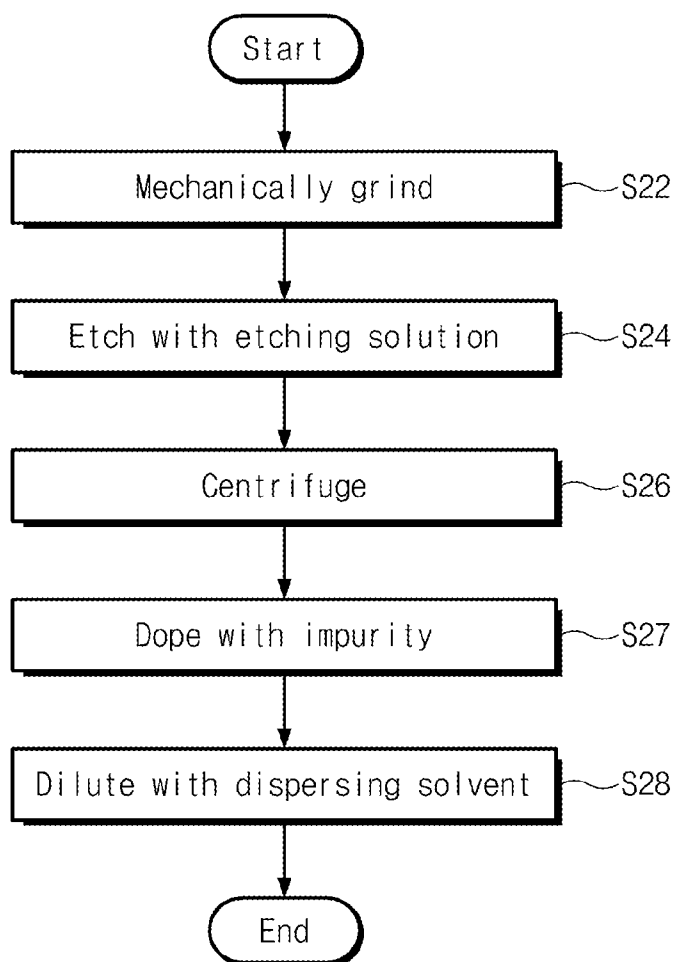 Start
Mechanically grind
S22
Etch with etching solution
S24
Centrifuge
S26
Dope with impurity
S27
Dilute with dispersing solvent
S28
End